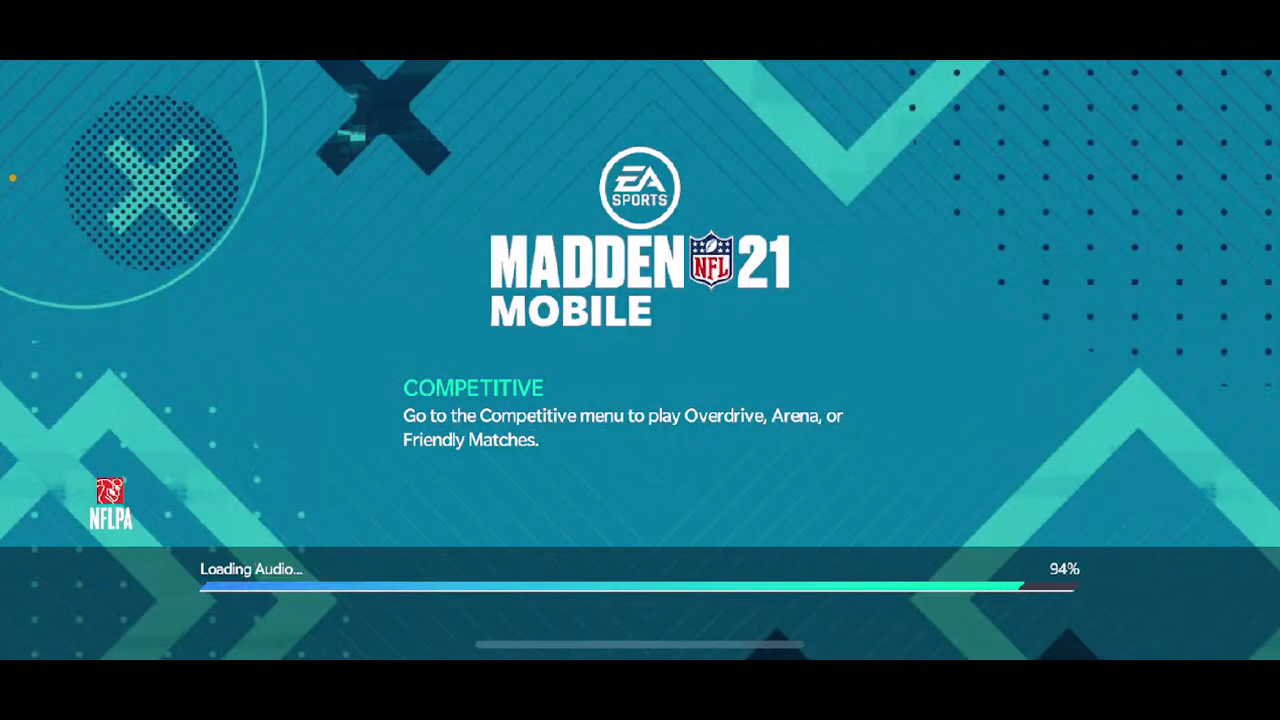 EA
SPORTS
MADDEN NFL 21
MOBILE
COMPETITIVE
Go to the Competitive menu to play Overdrive, Arena, or
Friendly Matches.
NFLPA
Loading Audio... 94%